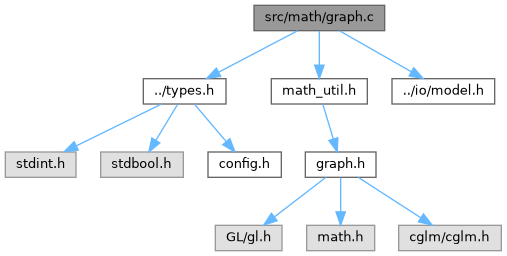 src/math/graph.c
../types.h
math_util.h
../io/model.h
stdint.h
stdbool.h
config.h
graph.h
GL/gl.h
math.h
cglm/cglm.h